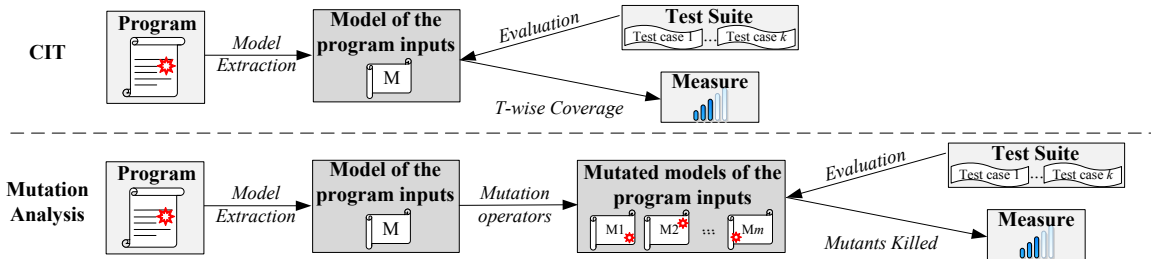 CIT
Program
Model
Extraction
Model of the
program inputs
M
Evaluation
Test Suite
Test case 1 ... Test case k
T-wise Coverage
Measure
Mutation
Analysis
Program
Model
Extraction
Model of the
program inputs
M
Mutation
operators
Mutated models of the
program inputs
M1 M2 ... Mm
Evaluation
Test Suite
Test case 1 ... Test case k
Mutants Killed
Measure